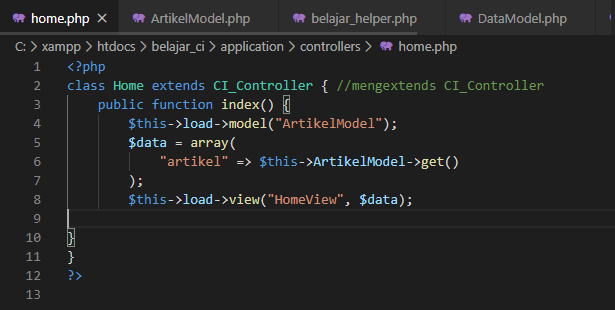 home.php × ArtikelModel.php belajar_helper.php DataModel.php
C: > xampp > htdocs > belajar_ci > application > controllers > home.php
1 <?php
2 class Home extends CI_Controller { //mengextends CI_Controller
3 public function index() {
4 $this->load->model("ArtikelModel");
5 $data = array(
6 "artikel" => $this->ArtikelModel->get()
7 );
8 $this->load->view("HomeView", $data);
9
10 }
11 }
12 ?>
13